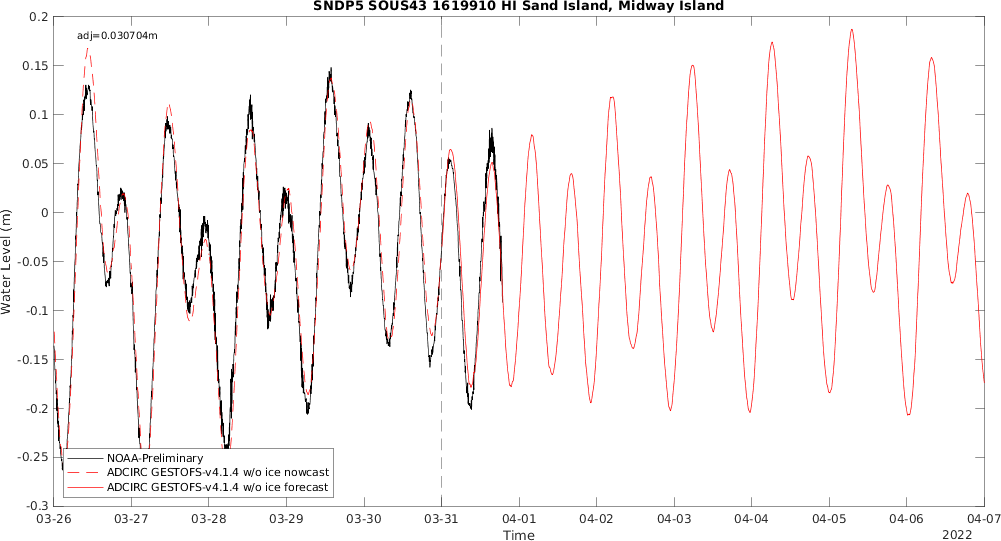 SNDP5 SOUS43 1619910 HI Sand Island, Midway Island
adj=0.030704m
0.2
0.15
0.1
0.05
0
-0.05
-0.1
-0.15
-0.2
-0.25
-0.3
Water Level (m)
NOAA-Preliminary
ADCIRC GESTOFS-v4.1.4 w/o ice nowcast
ADCIRC GESTOFS-v4.1.4 w/o ice forecast
03-26 03-27 03-28 03-29 03-30 03-31 04-01 04-02 04-03 04-04 04-05 04-06 04-07
Time
2022